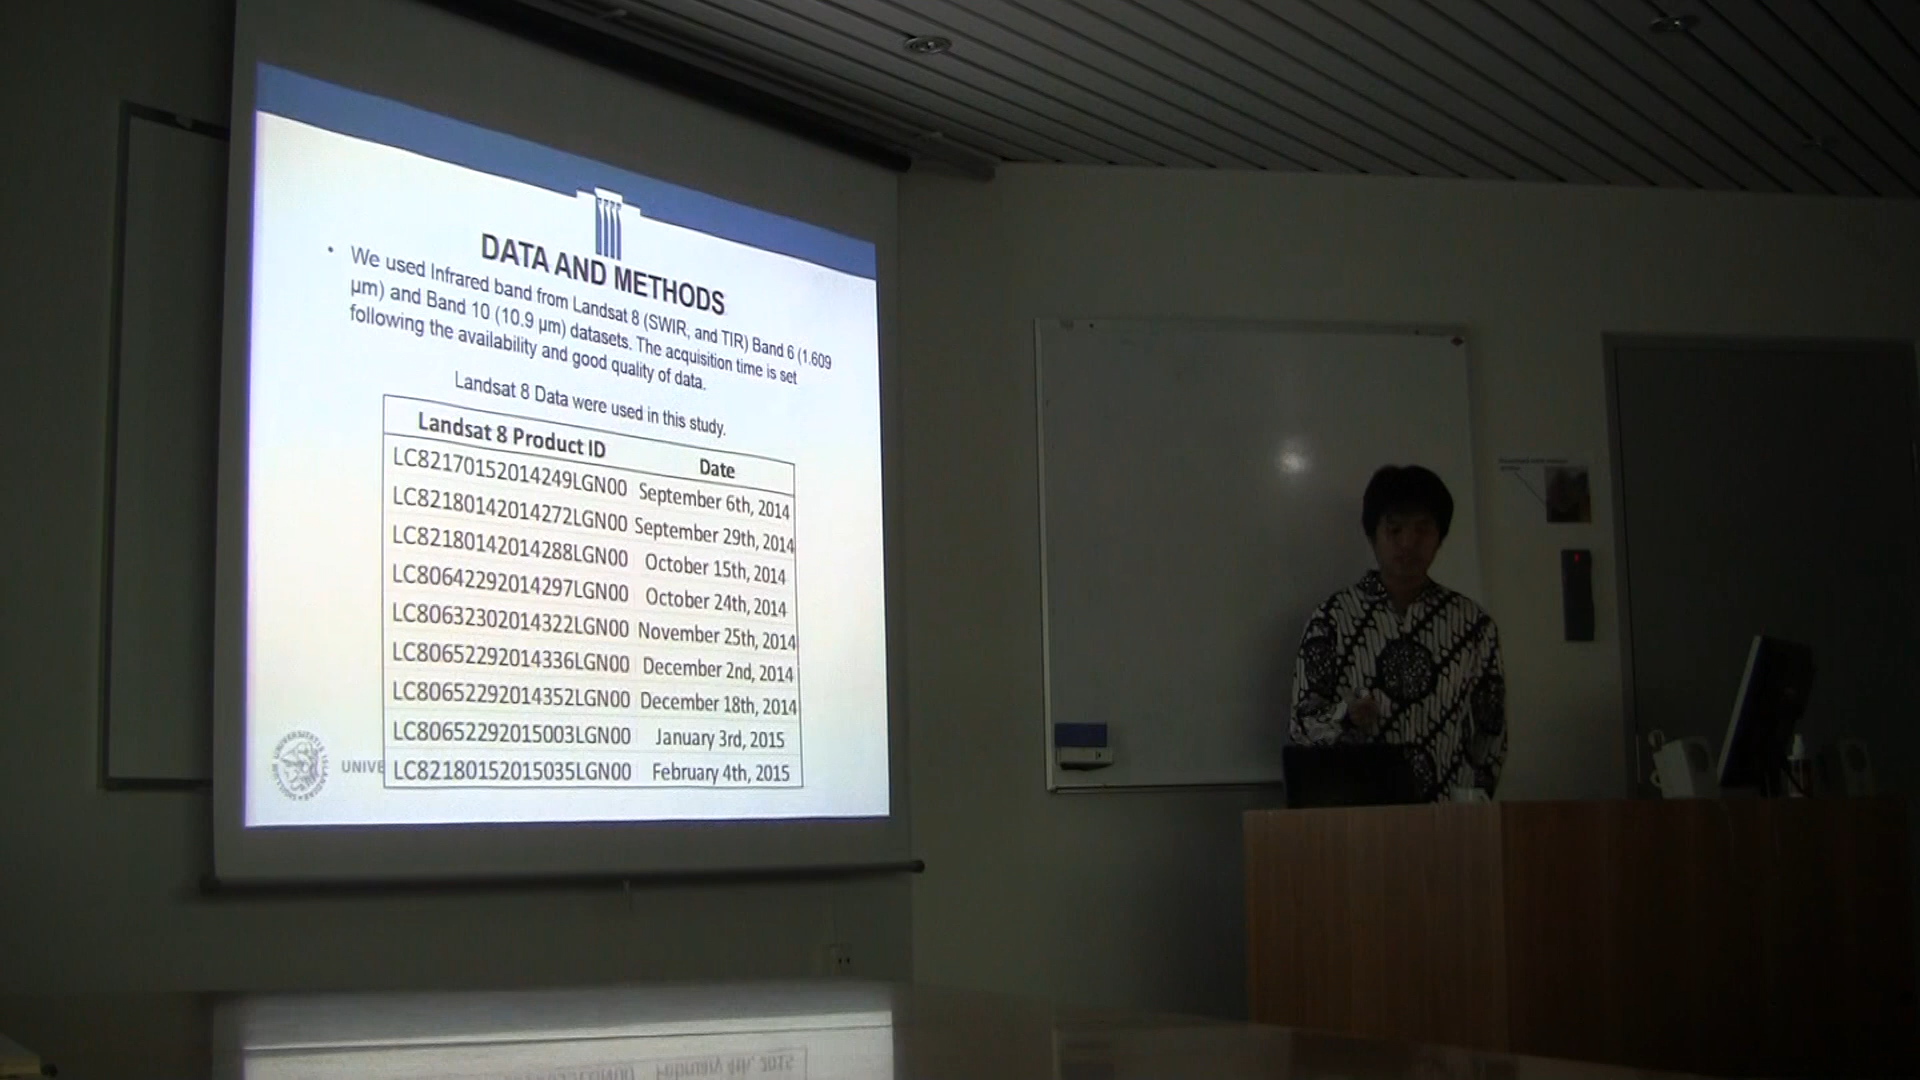 DATA AND METHODS
• We used Infrared band from Landsat 8 (SWIR, and TIR) Band 6 (1.609
µm) and Band 10 (10.9 µm) datasets. The acquisition time is set
following the availability and good quality of data.
Landsat 8 Data were used in this study.
Landsat 8 Product ID Date
LC82170152014249LGN00 September 6th, 2014
LC82180142014272LGN00 September 29th, 2014
LC82180142014288LGN00 October 15th, 2014
LC80642292014297LGN00 October 24th, 2014
LC80632302014322LGN00 November 25th, 2014
LC80652292014336LGN00 December 2nd, 2014
LC80652292014352LGN00 December 18th, 2014
LC80652292015003LGN00 January 3rd, 2015
LC82180152015035LGN00 February 4th, 2015
UNIVE